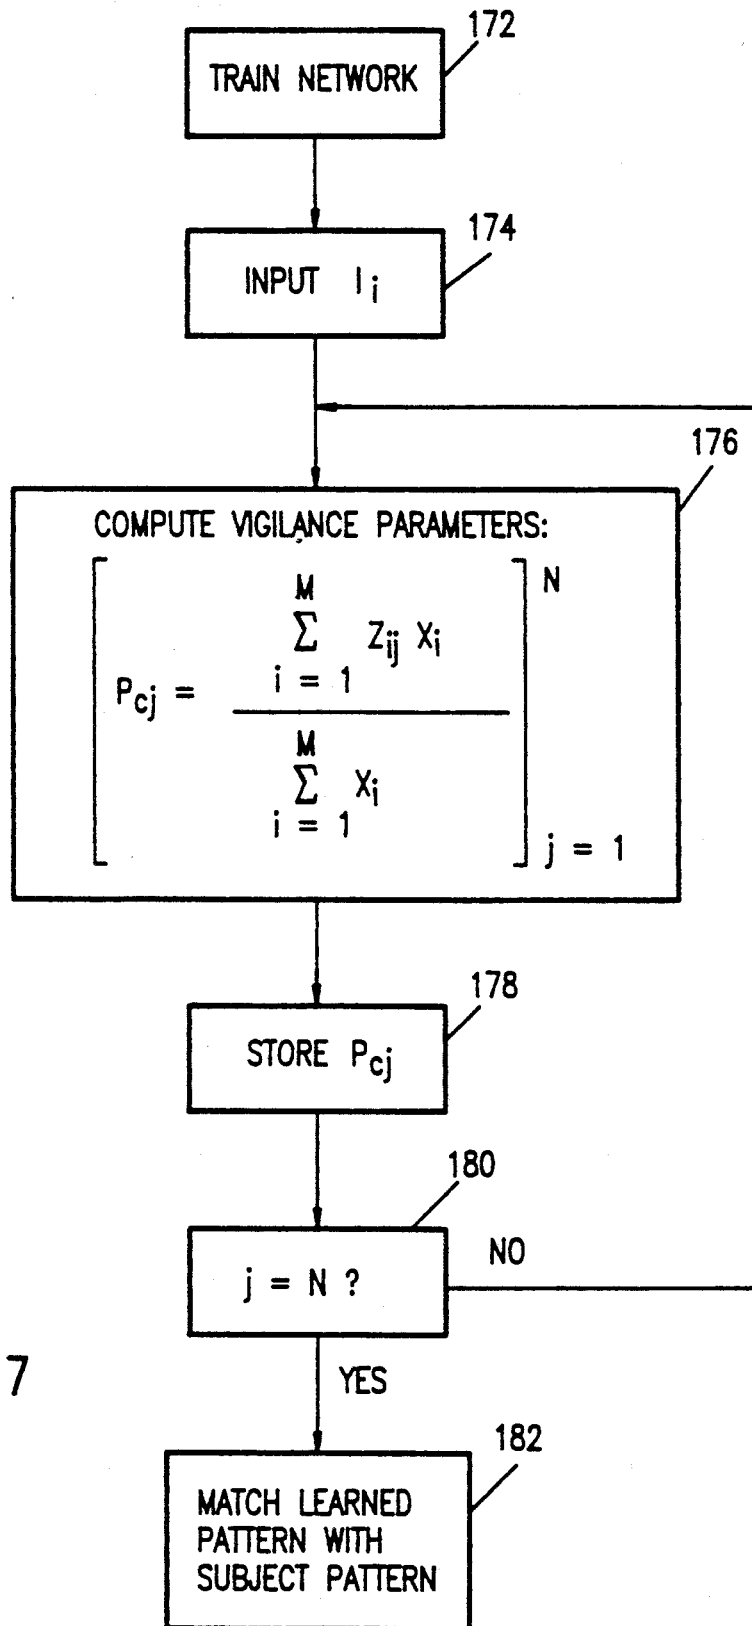 172
TRAIN NETWORK
174
INPUT I_i
176
COMPUTE VIGILANCE PARAMETERS:
M
N
Σ Z_ij X_i
i = 1
P_cj =
M
Σ X_i
i = 1
j = 1
178
STORE P_cj
180
j = N ?
NO
7
YES
182
MATCH LEARNED
PATTERN WITH
SUBJECT PATTERN